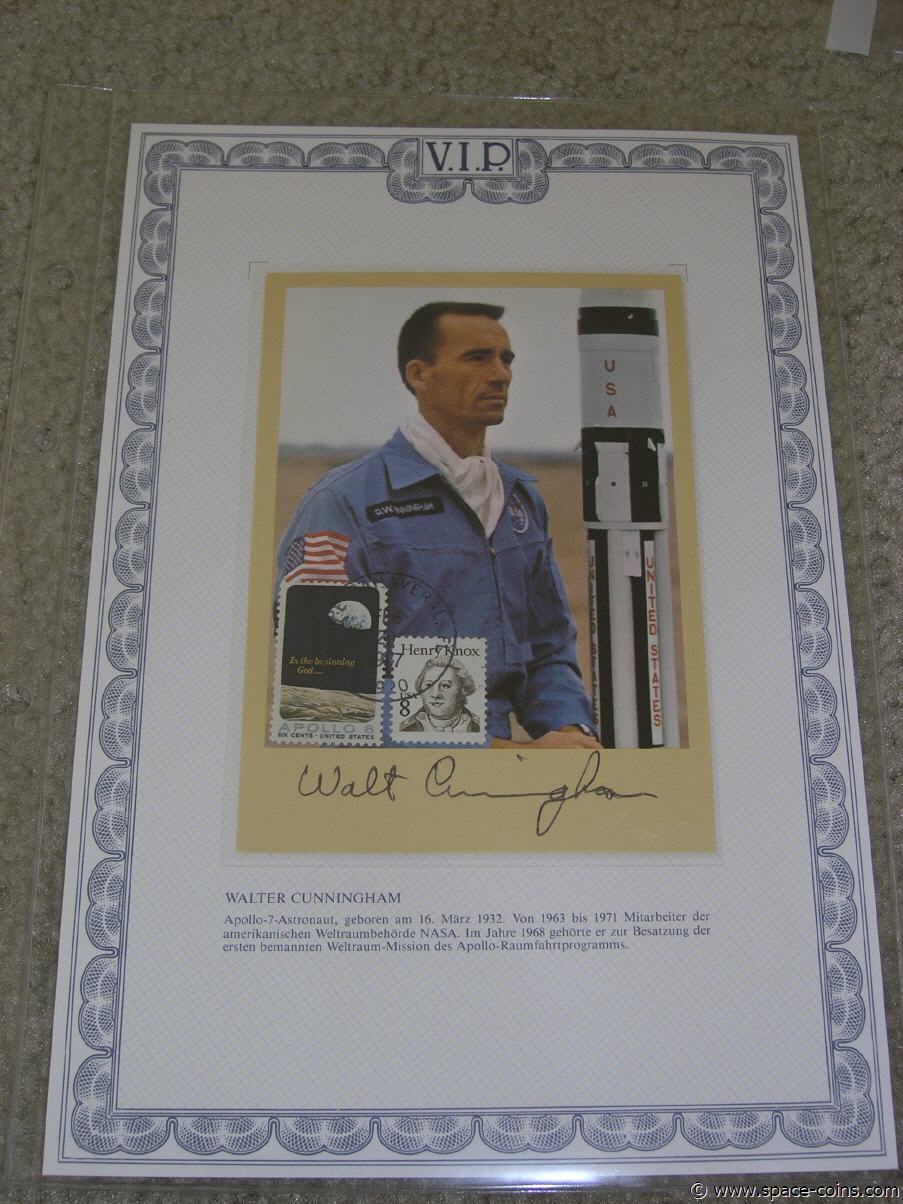 V.I.P.
USA
UNITED STATES
UNITED STATES
In the beginning
God...
APOLLO 8
SIX CENTS · UNITED STATES
Henry Knox
USA
8
Walt Cunningham
WALTER CUNNINGHAM
Apollo-7-Astronaut, geboren am 16. März 1932. Von 1963 bis 1971 Mitarbeiter der
amerikanischen Weltraumbehörde NASA. Im Jahre 1968 gehörte er zur Besatzung der
ersten bemannten Weltraum-Mission des Apollo-Raumfahrtprogramms.
© www.space-coins.com